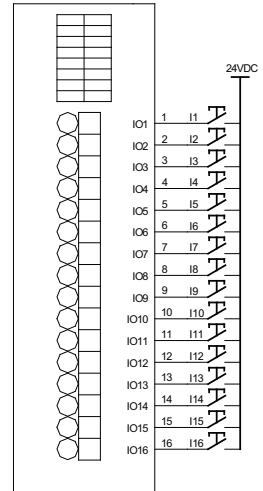 24VDC
IO1 1 I1
IO2 2 I2
IO3 3 I3
IO4 4 I4
IO5 5 I5
IO6 6 I6
IO7 7 I7
IO8 8 I8
IO9 9 I9
IO10 10 I10
IO11 11 I11
IO12 12 I12
IO13 13 I13
IO14 14 I14
IO15 15 I15
IO16 16 I16